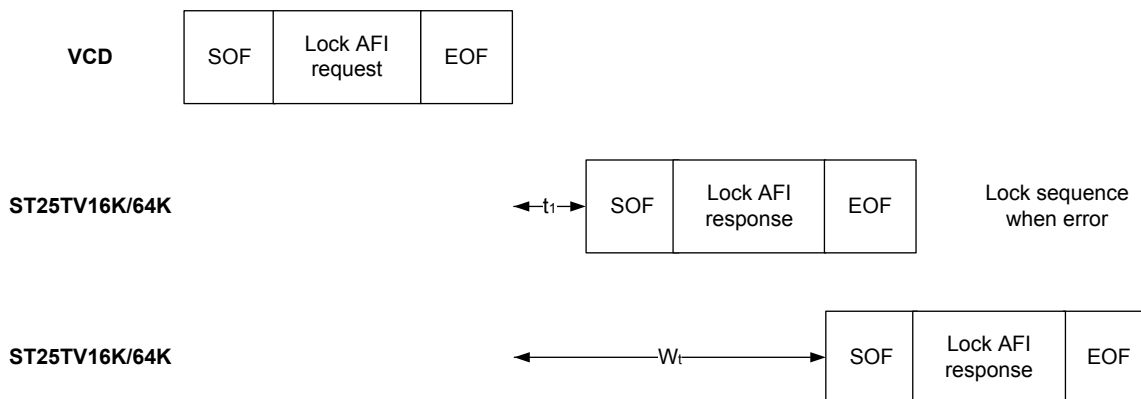 VCD
SOF
Lock AFI
request
EOF
ST25TV16K/64K
t1
SOF
Lock AFI
response
EOF
Lock sequence
when error
ST25TV16K/64K
Wt
SOF
Lock AFI
response
EOF